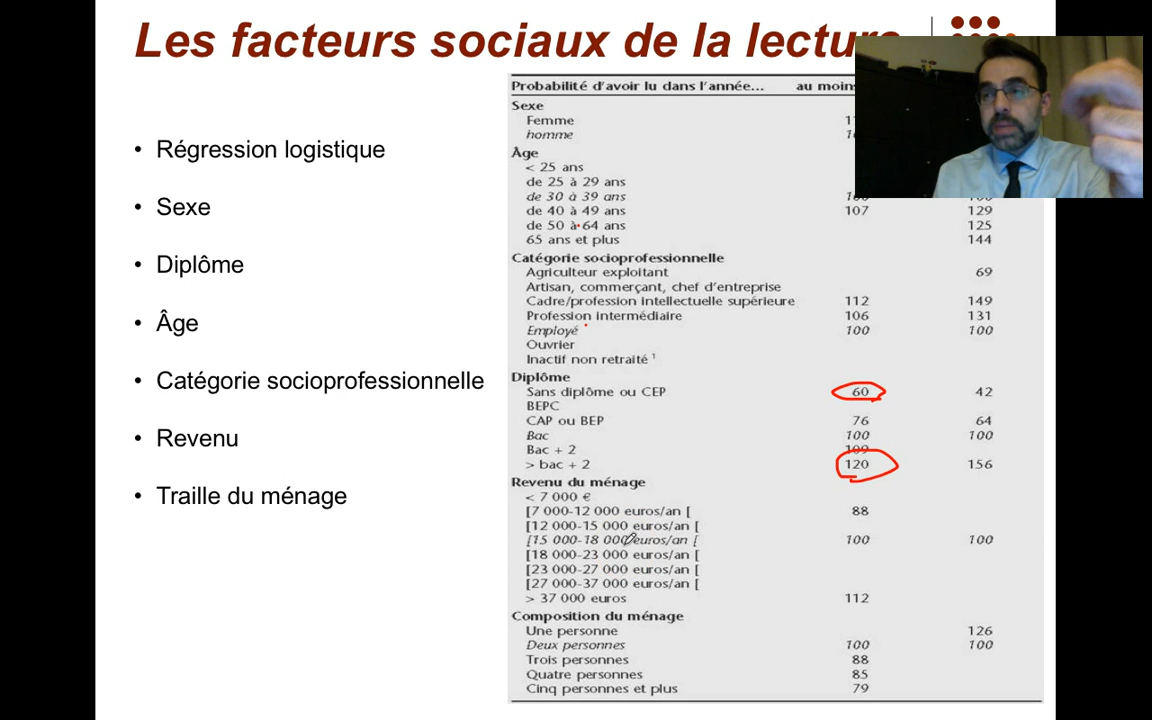 Les facteurs sociaux de la lecture
• Régression logistique
• Sexe
• Diplôme
• Âge
• Catégorie socioprofessionnelle
• Revenu
• Traille du ménage
Probabilité d'avoir lu dans l'année... au moins
Sexe
Femme
homme
Âge
< 25 ans
de 25 à 29 ans
de 30 à 39 ans
de 40 à 49 ans 107 129
de 50 à 64 ans 125
65 ans et plus 144
Catégorie socioprofessionnelle
Agriculteur exploitant 69
Artisan, commerçant, chef d'entreprise
Cadre/profession intellectuelle supérieure 112 149
Profession intermédiaire 106 131
Employé 100 100
Ouvrier
Inactif non retraité 1
Diplôme
Sans diplôme ou CEP 60 42
BEPC
CAP ou BEP 76 64
Bac 100 100
Bac + 2 109
> bac + 2 120 156
Revenu du ménage
< 7 000 €
[7 000-12 000 euros/an [ 88
[12 000-15 000 euros/an [
[15 000-18 000 euros/an [ 100 100
[18 000-23 000 euros/an [
[23 000-27 000 euros/an [
[27 000-37 000 euros/an [
> 37 000 euros 112
Composition du ménage
Une personne 126
Deux personnes 100 100
Trois personnes 88
Quatre personnes 85
Cinq personnes et plus 79